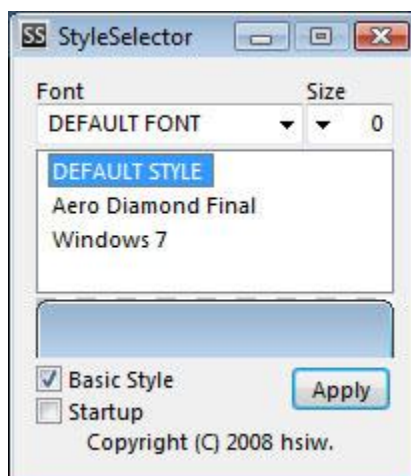 SS StyleSelector
Font Size
DEFAULT FONT 0
DEFAULT STYLE
Aero Diamond Final
Windows 7
Basic Style
Apply
Startup
Copyright (C) 2008 hsiw.